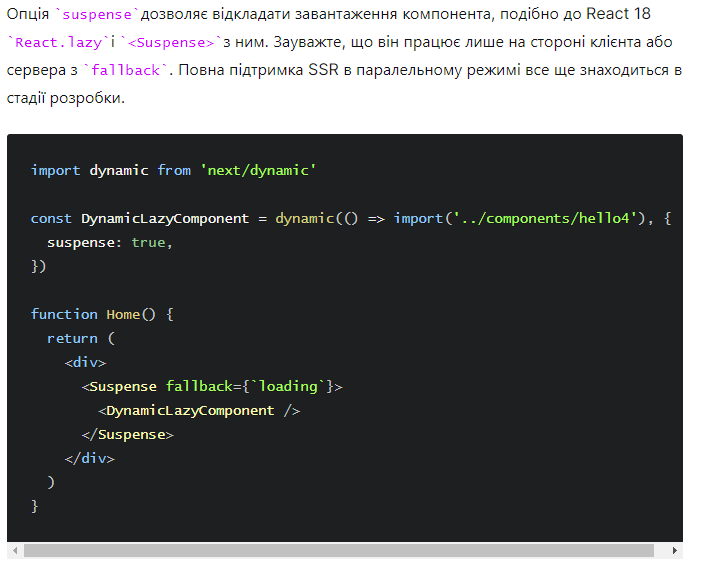 Опція `suspense`дозволяє відкладати завантаження компонента, подібно до React 18
`React.lazy`і `<Suspense>`з ним. Зауважте, що він працює лише на стороні клієнта або
сервера з `fallback`. Повна підтримка SSR в паралельному режимі все ще знаходиться в
стадії розробки.
import dynamic from 'next/dynamic'
const DynamicLazyComponent = dynamic(() => import('../components/hello4'), {
  suspense: true,
})
function Home() {
  return (
    <div>
      <Suspense fallback={`loading`}>
        <DynamicLazyComponent />
      </Suspense>
    </div>
  )
}